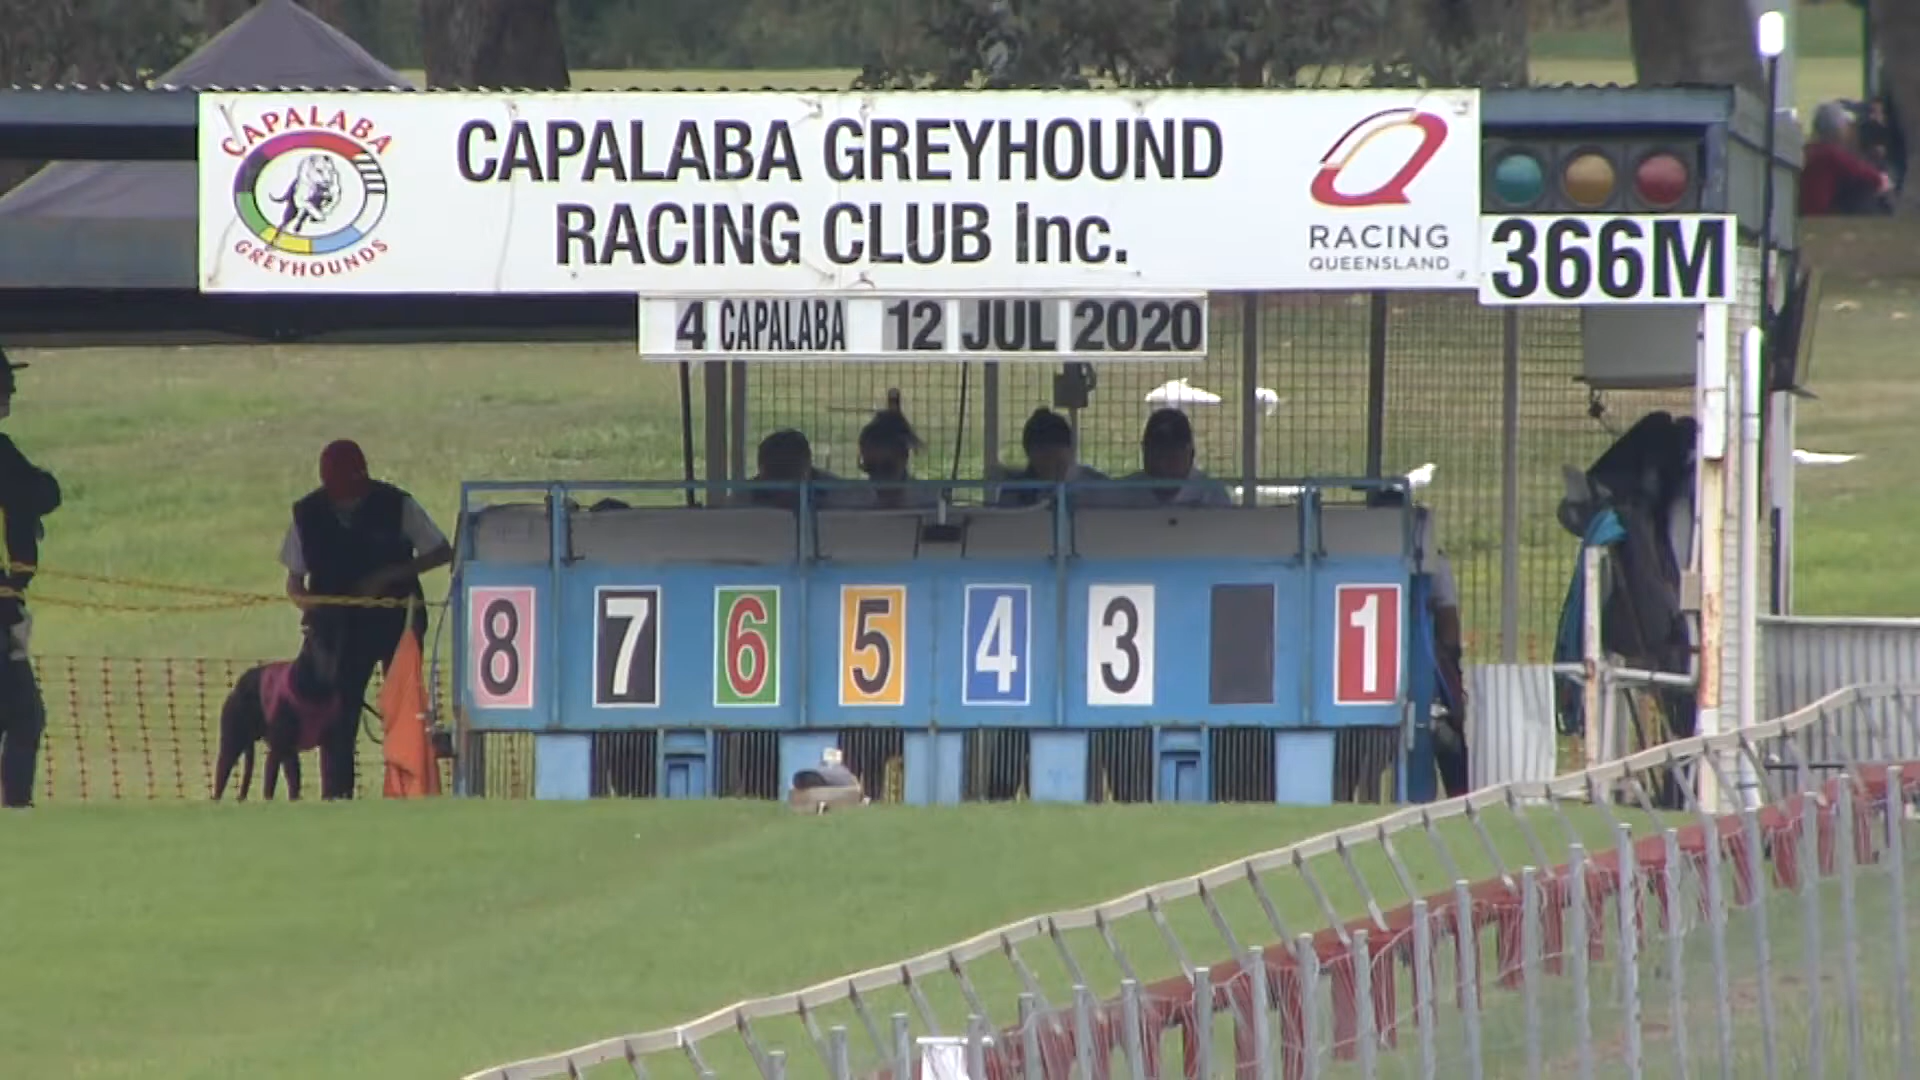 CAPALABA
GREYHOUNDS
CAPALABA GREYHOUND
RACING CLUB Inc.
RACING
QUEENSLAND
366M
4 CAPALABA 12 JUL 2020
8 7 6 5 4 3 1